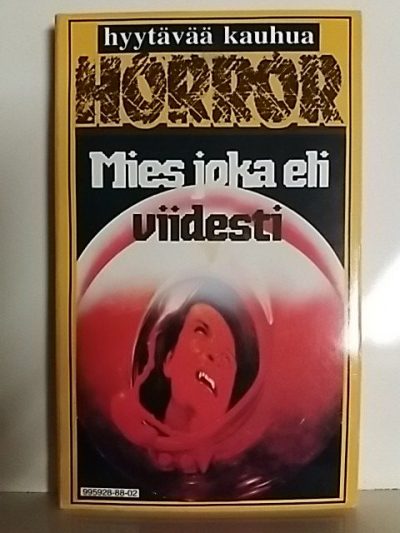 hyytävää kauhua
HORROR
Mies joka eli
viidesti
995928-88-02